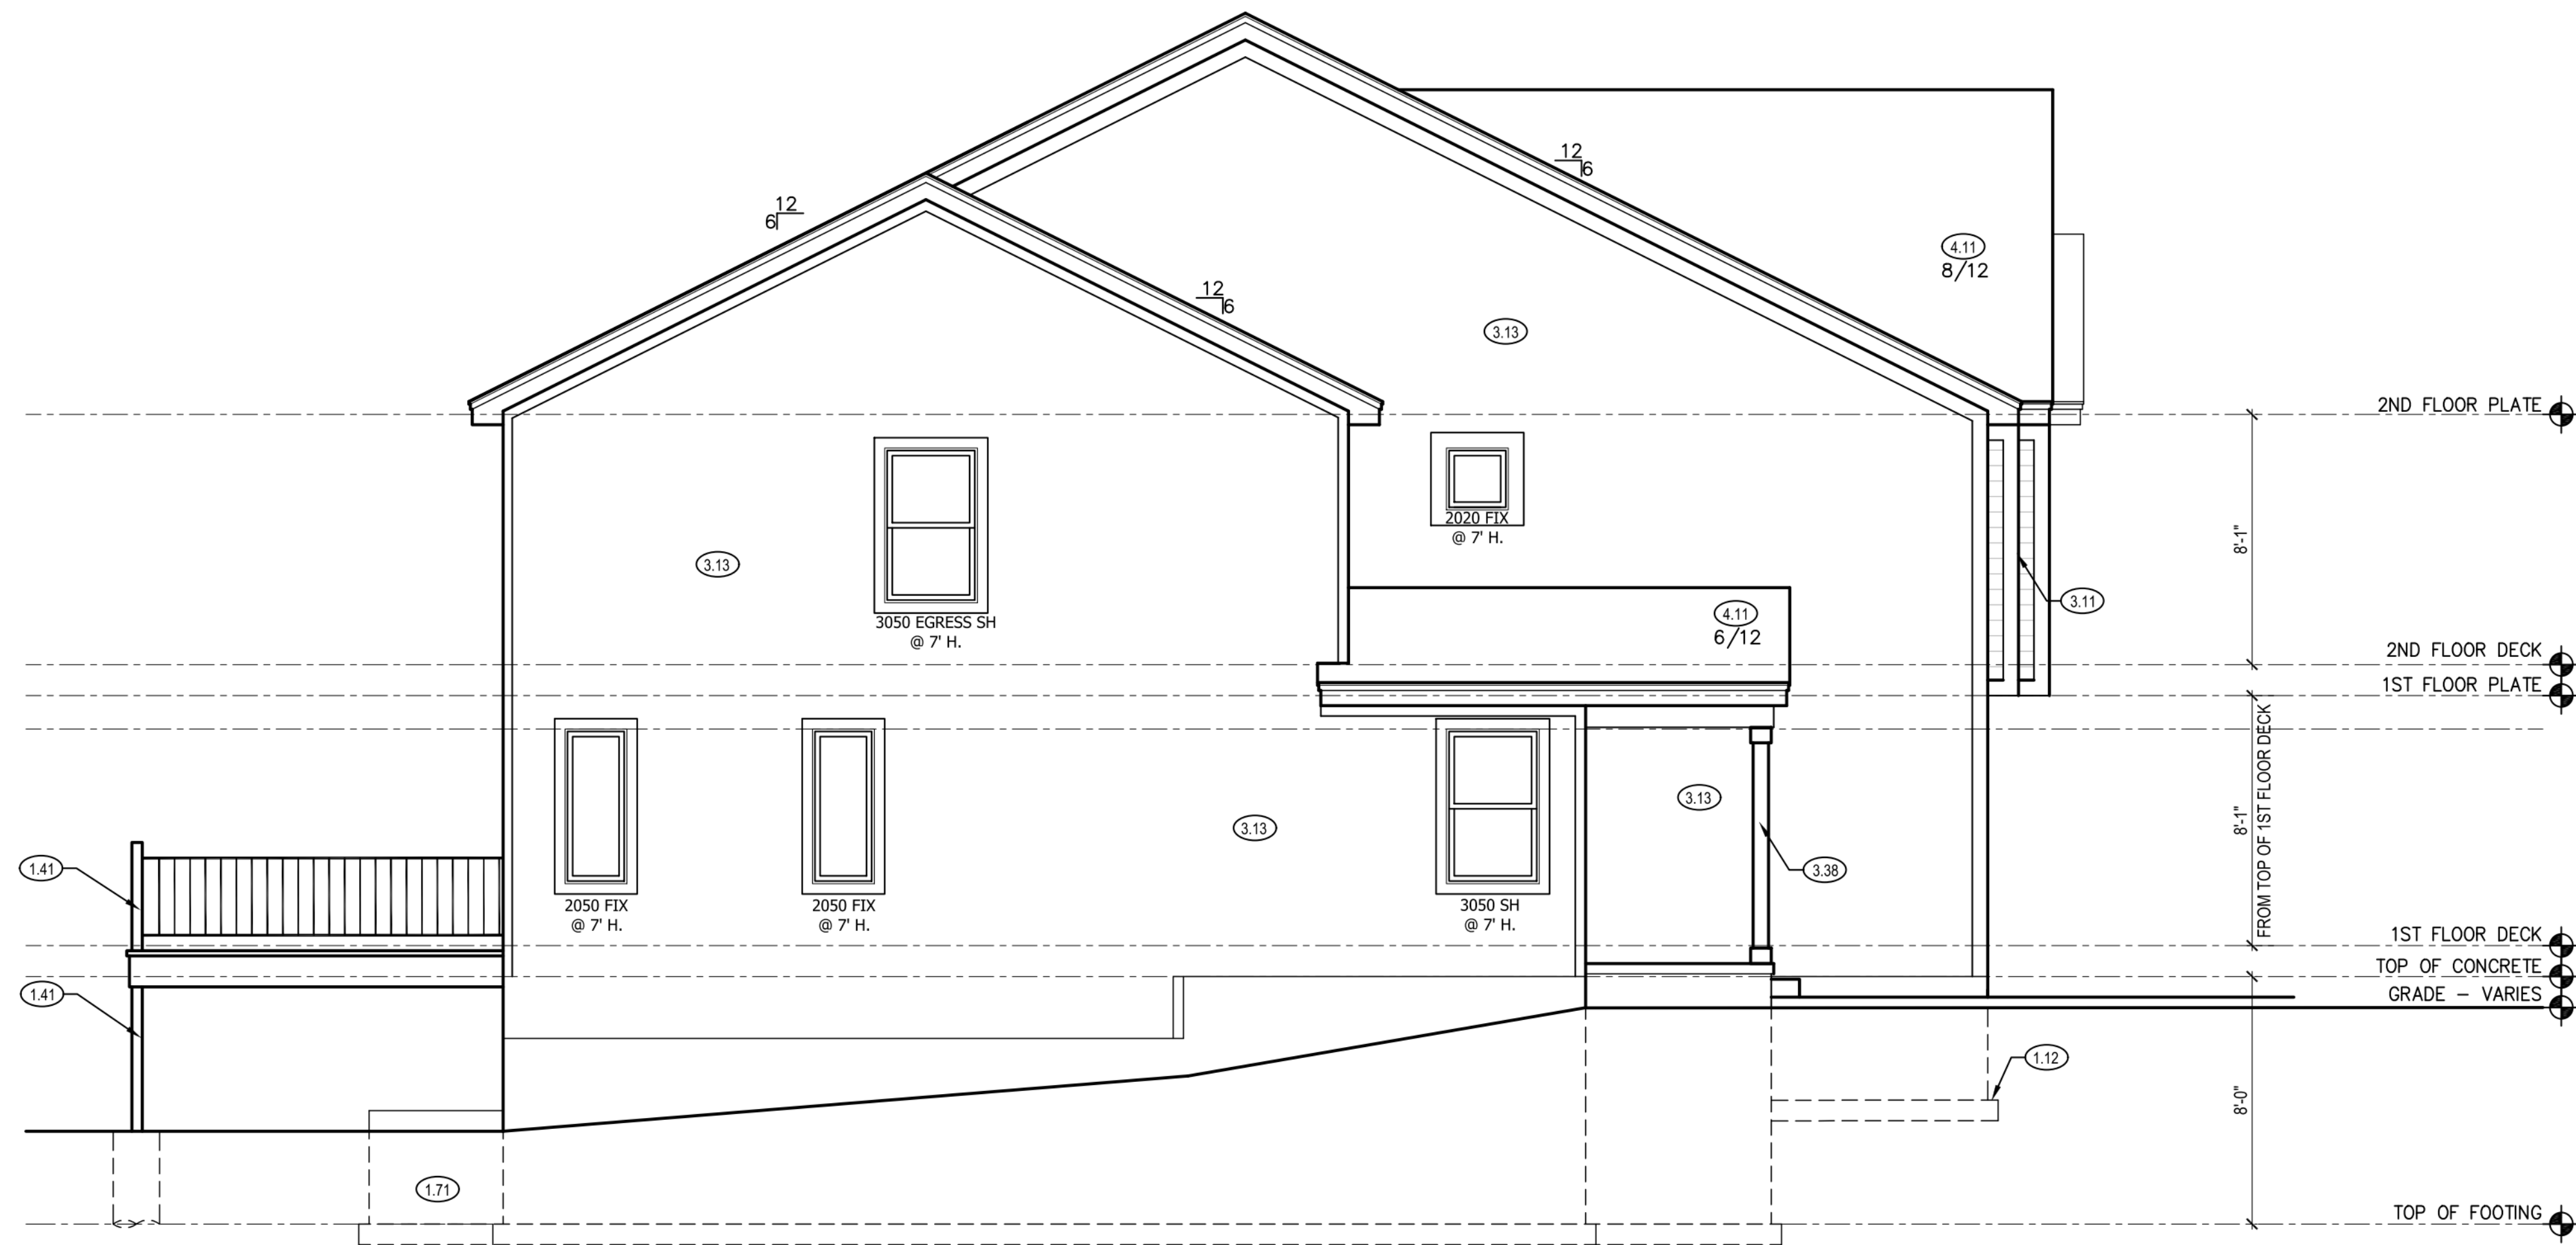 12
6
12
6
4.11
8/12
12
6
3.13
2ND FLOOR PLATE
2020 FIX
@ 7' H.
8'-1"
3.13
3.11
4.11
6/12
3050 EGRESS SH
@ 7' H.
2ND FLOOR DECK
1ST FLOOR PLATE
3.13
3.13
8'-1"
FROM TOP OF 1ST FLOOR DECK
1.41
3.38
2050 FIX
@ 7' H.
2050 FIX
@ 7' H.
3050 SH
@ 7' H.
1ST FLOOR DECK
TOP OF CONCRETE
1.41
GRADE – VARIES
1.12
8'-0"
1.71
TOP OF FOOTING